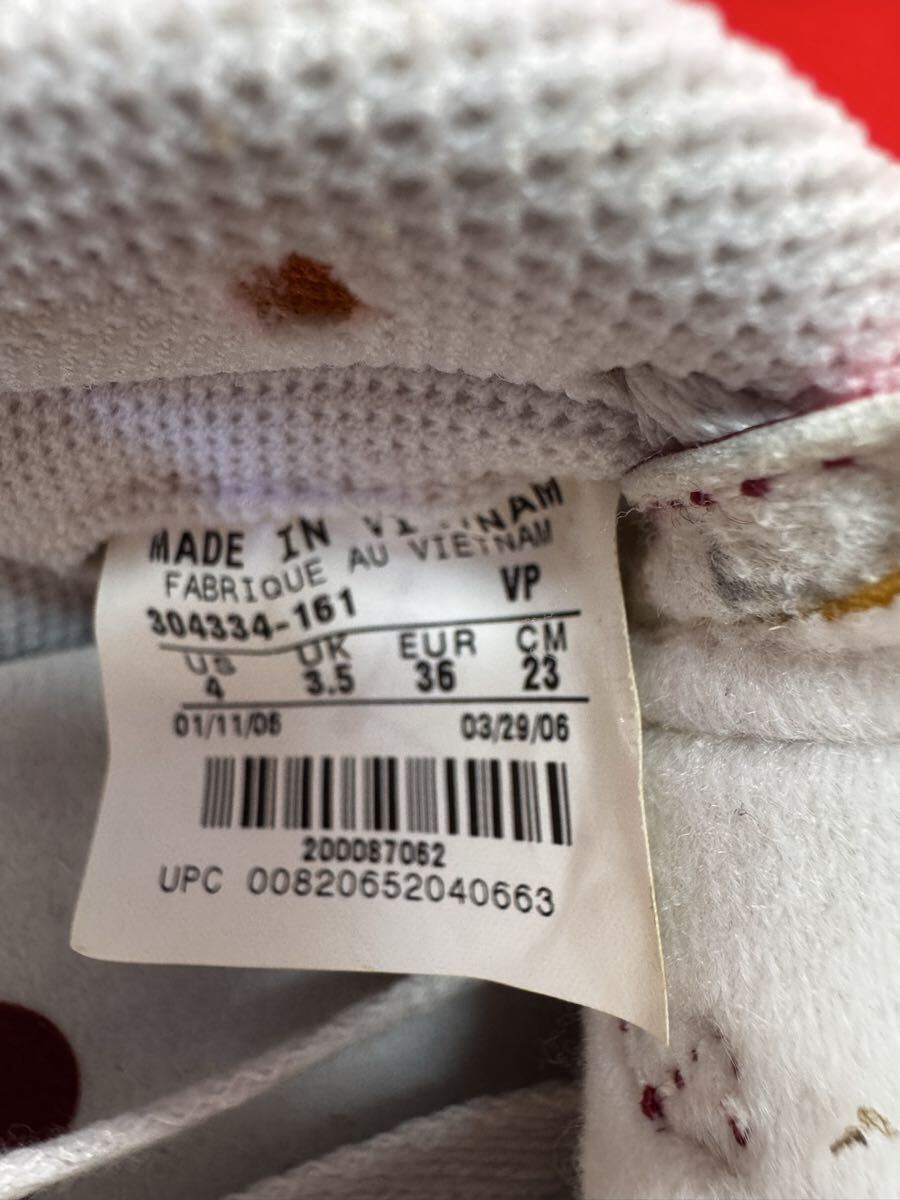 MADE IN VIETNAM
FABRIQUE AU VIETNAM
304334-161 VP
US UK EUR CM
4 3.5 36 23
01/11/06 03/29/06
200087062
UPC 00820652040663